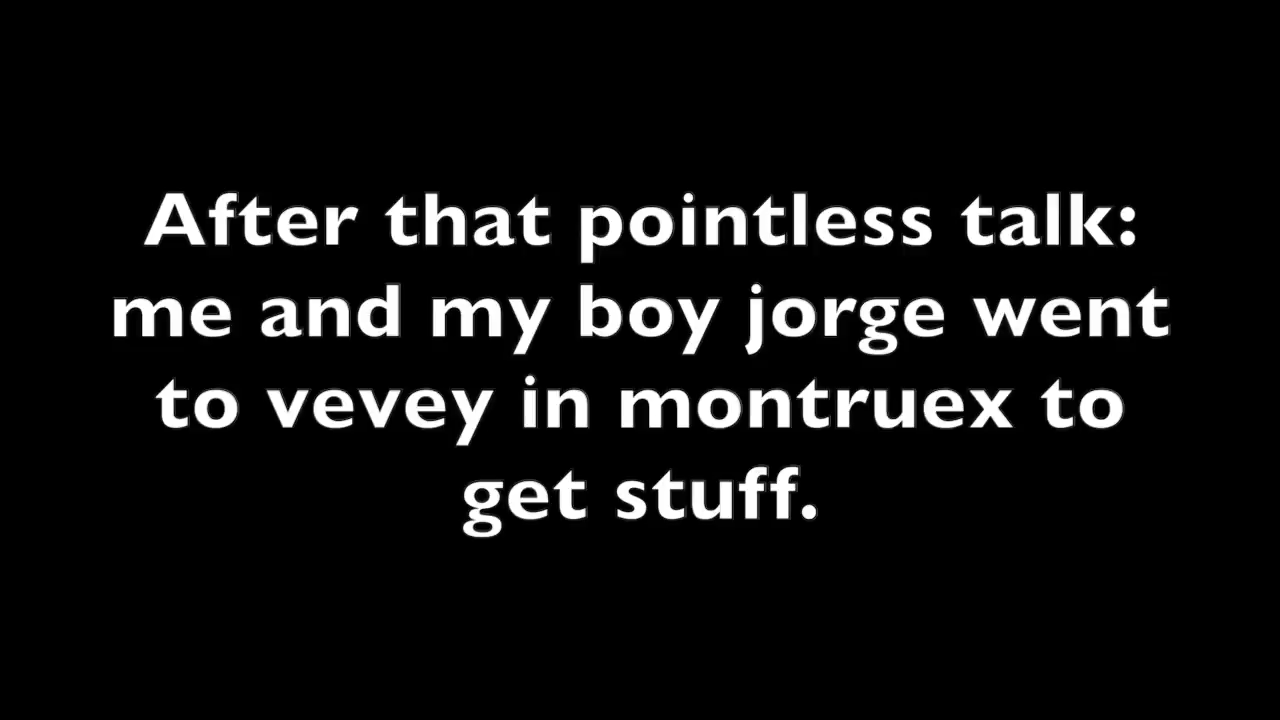 After that pointless talk:
me and my boy jorge went
to vevey in montruex to
get stuff.